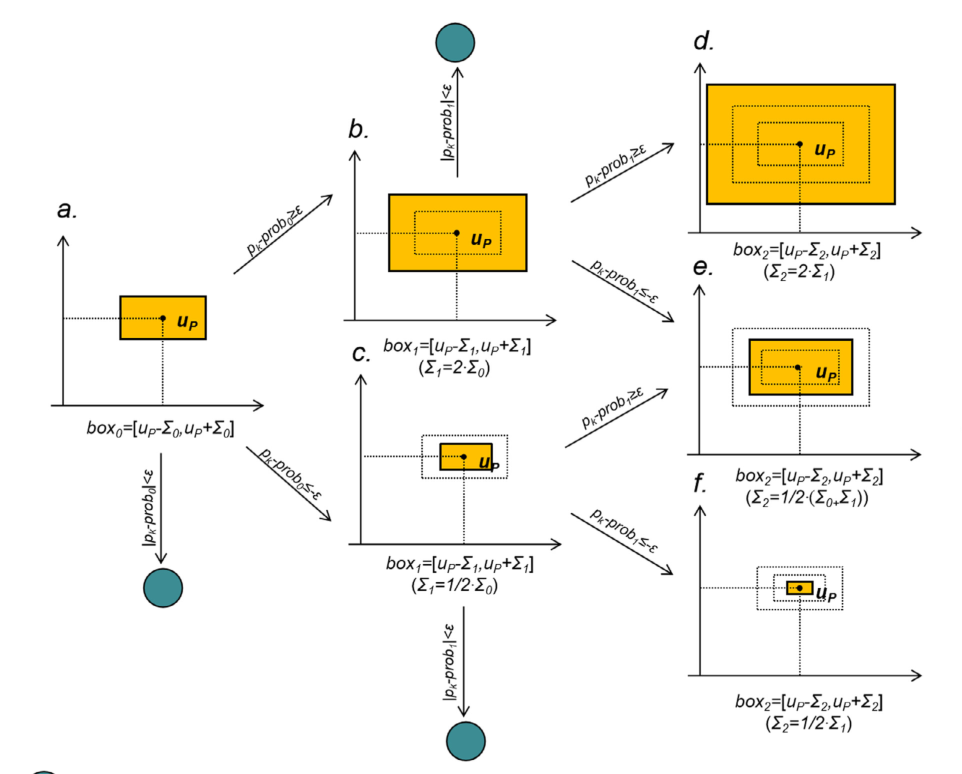 a.
uₚ
box₀=[uₚ-Σ₀,uₚ+Σ₀]
|pₖ-prob₀|<ε
pₖ-prob₀≥ε
pₖ-prob₀≤-ε
b.
|pₖ-prob₁|<ε
uₚ
box₁=[uₚ-Σ₁,uₚ+Σ₁]
(Σ₁=2·Σ₀)
c.
uₚ
box₁=[uₚ-Σ₁,uₚ+Σ₁]
(Σ₁=1/2·Σ₀)
|pₖ-prob₁|<ε
pₖ-prob₁≥ε
pₖ-prob₁≤-ε
pₖ-prob₁≥ε
pₖ-prob₁≤-ε
d.
uₚ
box₂=[uₚ-Σ₂,uₚ+Σ₂]
(Σ₂=2·Σ₁)
e.
uₚ
box₂=[uₚ-Σ₂,uₚ+Σ₂]
(Σ₂=1/2·(Σ₀₊Σ₁))
f.
uₚ
box₂=[uₚ-Σ₂,uₚ+Σ₂]
(Σ₂=1/2·Σ₁)